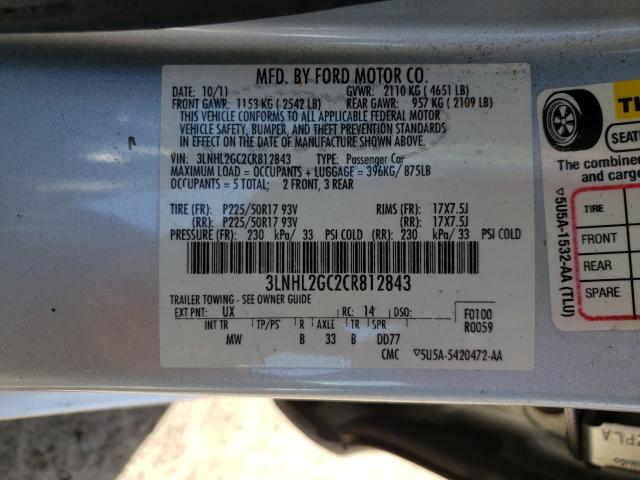 MFD. BY FORD MOTOR CO.
DATE: 10/11 GVWR: 2110 KG ( 4651 LB)
FRONT GAWR: 1153 KG ( 2542 LB) REAR GAWR: 957 KG ( 2109 LB)
THIS VEHICLE CONFORMS TO ALL APPLICABLE FEDERAL MOTOR
VEHICLE SAFETY, BUMPER, AND THEFT PREVENTION STANDARDS
IN EFFECT ON THE DATE OF MANUFACTURE SHOWN ABOVE.
VIN: 3LNHL2GC2CR812843 TYPE: Passenger Car
MAXIMUM LOAD = OCCUPANTS + LUGGAGE = 396KG/ 875LB
OCCUPANTS = 5 TOTAL; 2 FRONT, 3 REAR
TIRE (FR): P225/50R17 93V RIMS (FR): 17X7.5J
(RR): P225/50R17 93V (RR): 17X7.5J
PRESSURE (FR): 230 kPa/ 33 PSI COLD (RR) 230 kPa/ 33 PSI COLD
3LNHL2GC2CR812843
TRAILER TOWING - SEE OWNER GUIDE
EXT PNT: UX RC: 14 DSO: F0100
R0059
INT TR TP/PS R AXLE TR SPR
MW B 33 B DD77
CMC ▽5U5A-5420472-AA
SEAT
The combined
and cargo
TIRE
FRONT
REAR
SPARE
▽5U5A-1532-AA (TLU)